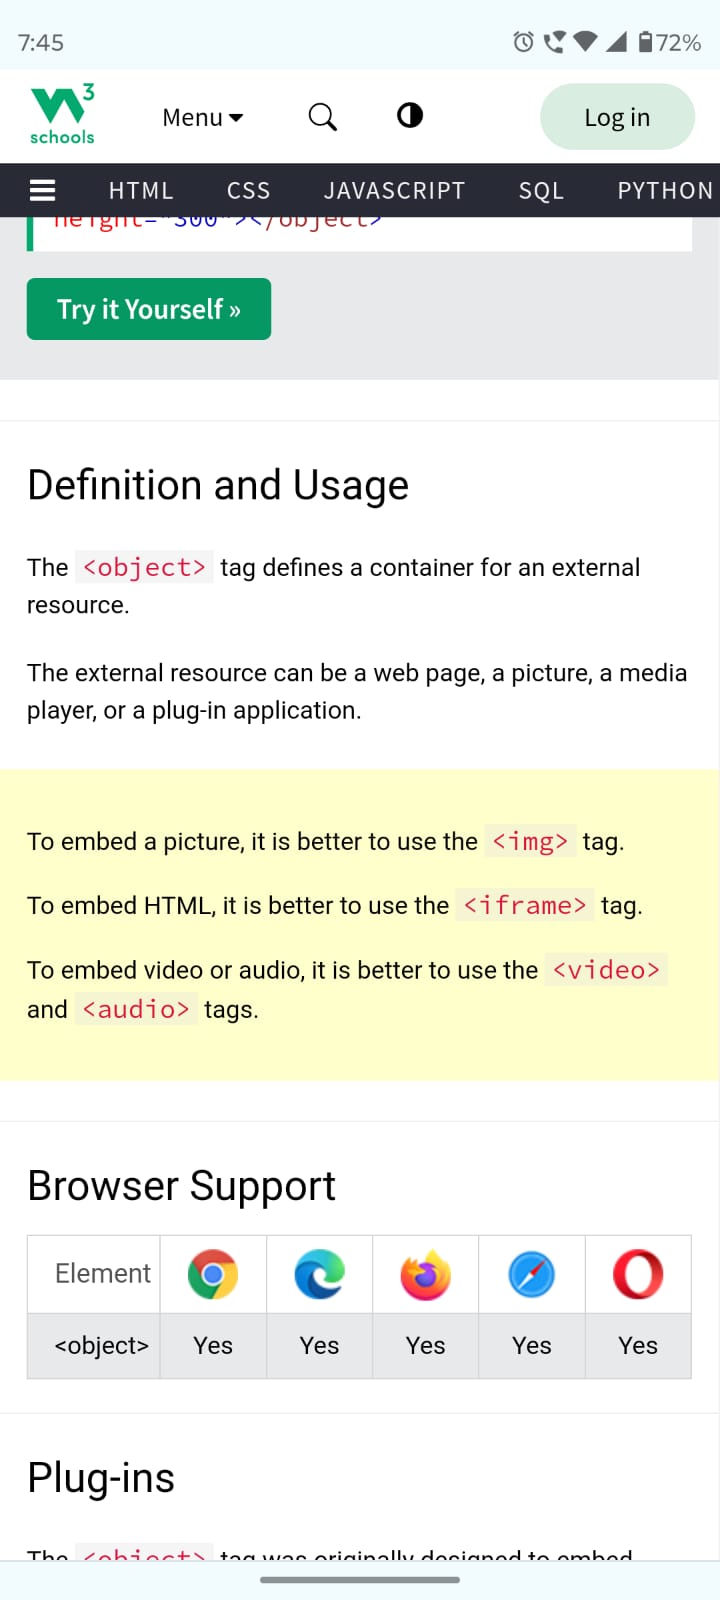 7:45
72%
W3
schools
Menu
Log in
HTML CSS JAVASCRIPT SQL PYTHON
height="300"></object>
Try it Yourself »
Definition and Usage
The <object> tag defines a container for an external
resource.
The external resource can be a web page, a picture, a media
player, or a plug-in application.
To embed a picture, it is better to use the <img> tag.
To embed HTML, it is better to use the <iframe> tag.
To embed video or audio, it is better to use the <video>
and <audio> tags.
Browser Support
Element
<object> Yes Yes Yes Yes Yes
Plug-ins
The <object> tag was originally designed to embed